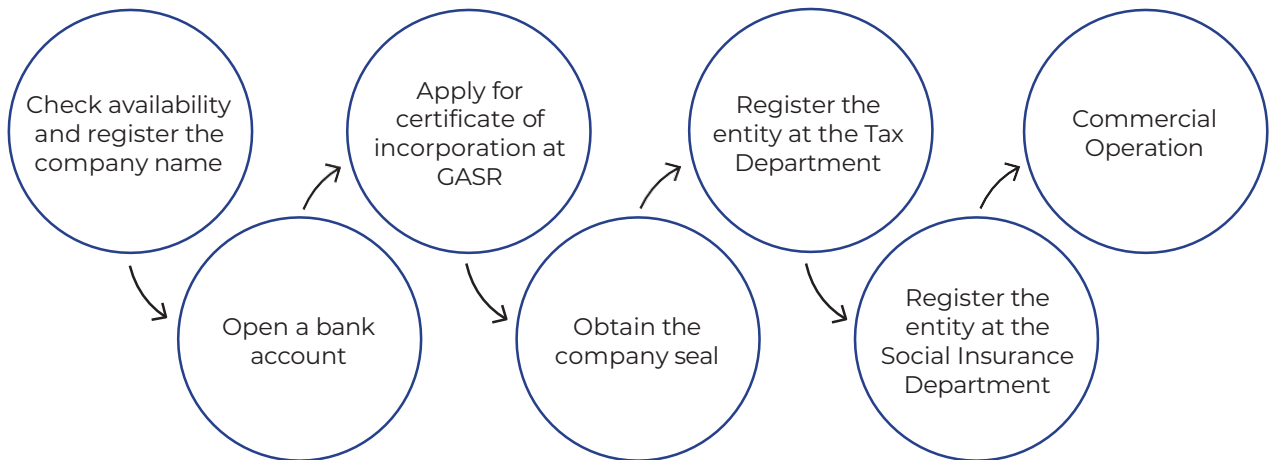 Check availability
and register the
company name
Open a bank
account
Apply for
certificate of
incorporation at
GASR
Obtain the
company seal
Register the
entity at the Tax
Department
Register the
entity at the
Social Insurance
Department
Commercial
Operation